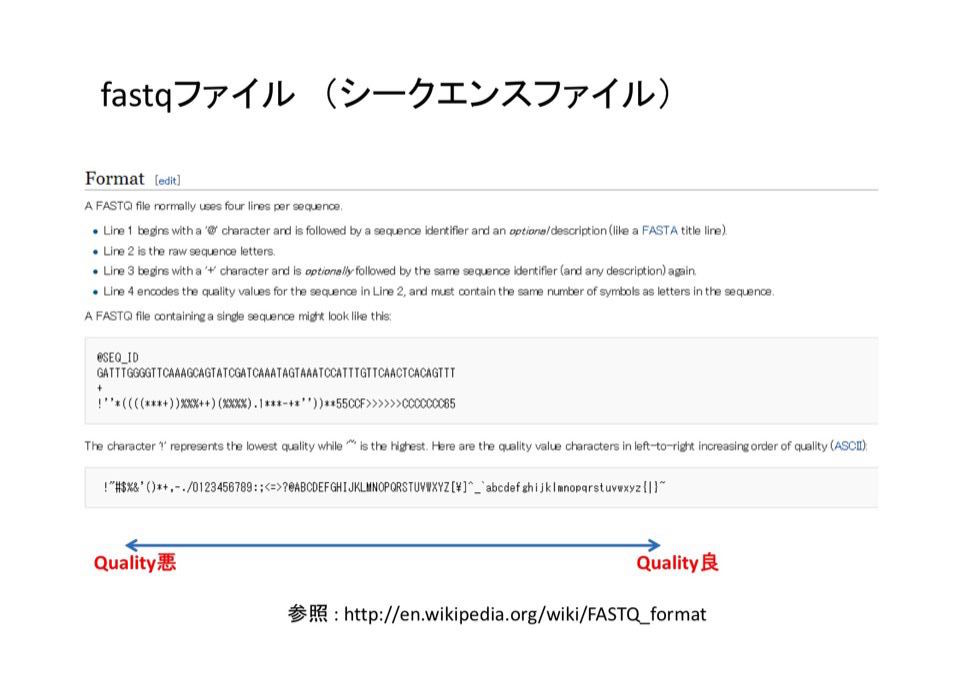 fastqファイル （シークエンスファイル）
Format [edit]
A FASTQ file normally uses four lines per sequence.
• Line 1 begins with a '@' character and is followed by a sequence identifier and an optional description (like a FASTA title line).
• Line 2 is the raw sequence letters.
• Line 3 begins with a '+' character and is optionally followed by the same sequence identifier (and any description) again.
• Line 4 encodes the quality values for the sequence in Line 2, and must contain the same number of symbols as letters in the sequence.
A FASTQ file containing a single sequence might look like this:
@SEQ_ID
GATTTGGGGTTCAAAGCAGTATCGATCAAATAGTAAATCCATTTGTTCAACTCACAGTTT
+
!''*((((***+))%%%++)(%%%%).1***-+*''))**55CCF>>>>>>CCCCCCC65
The character '!' represents the lowest quality while '~' is the highest. Here are the quality value characters in left-to-right increasing order of quality (ASCII):
!"#$%&'()*+,-./0123456789:;<=>?@ABCDEFGHIJKLMNOPQRSTUVWXYZ[¥]^_`abcdefghijklmnopqrstuvwxyz{|}~
Quality悪
Quality良
参照 : http://en.wikipedia.org/wiki/FASTQ_format